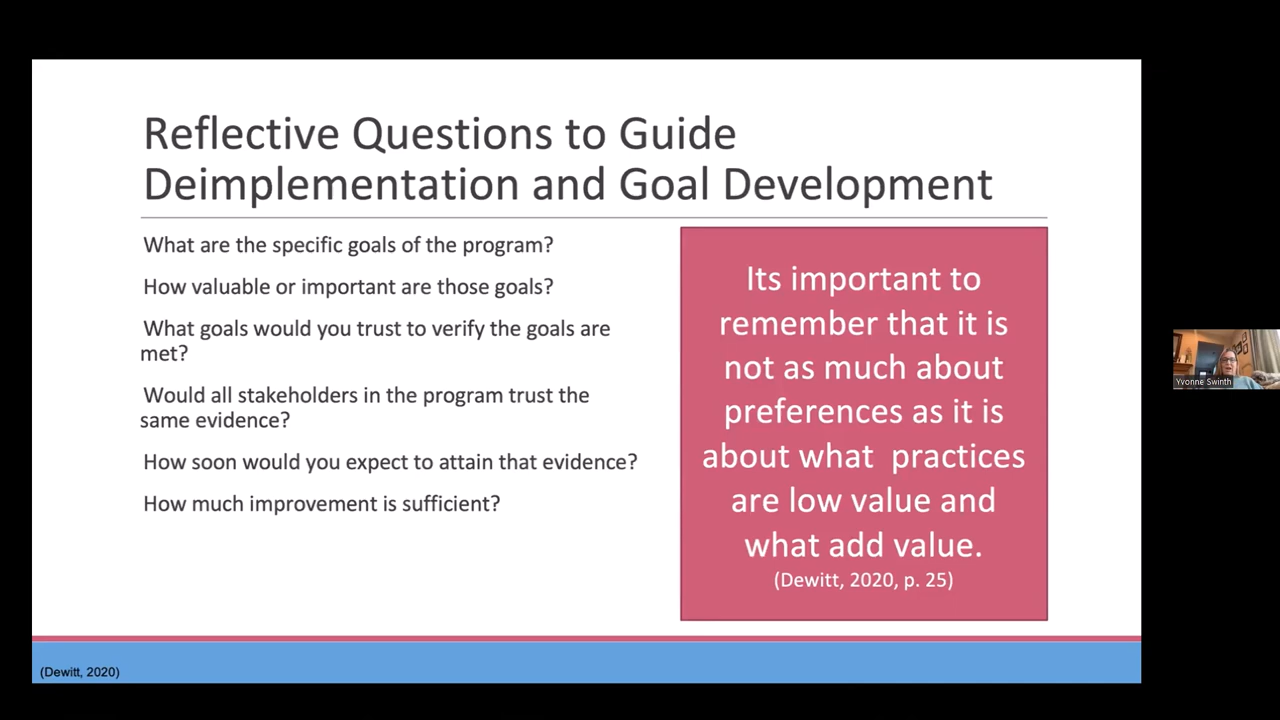 Reflective Questions to Guide
Deimplementation and Goal Development
What are the specific goals of the program?
How valuable or important are those goals?
What goals would you trust to verify the goals are
met?
Would all stakeholders in the program trust the
same evidence?
How soon would you expect to attain that evidence?
How much improvement is sufficient?
Its important to
remember that it is
not as much about
preferences as it is
about what  practices
are low value and
what add value.
(Dewitt, 2020, p. 25)
Yvonne Swinth
(Dewitt, 2020)